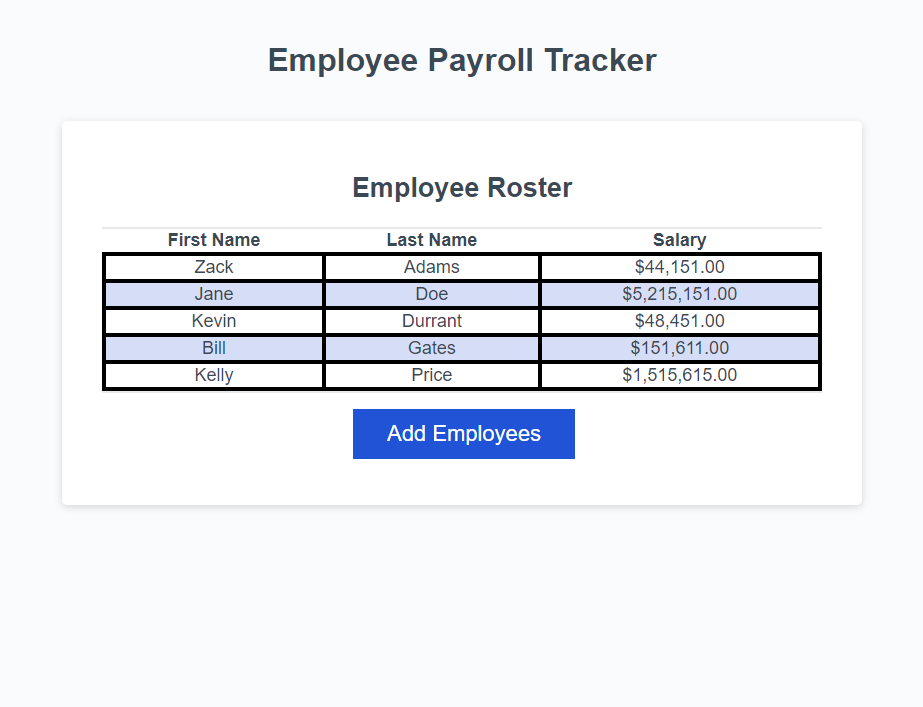 Employee Payroll Tracker
Employee Roster
First Name Last Name Salary
Zack Adams $44,151.00
Jane Doe $5,215,151.00
Kevin Durrant $48,451.00
Bill Gates $151,611.00
Kelly Price $1,515,615.00
Add Employees